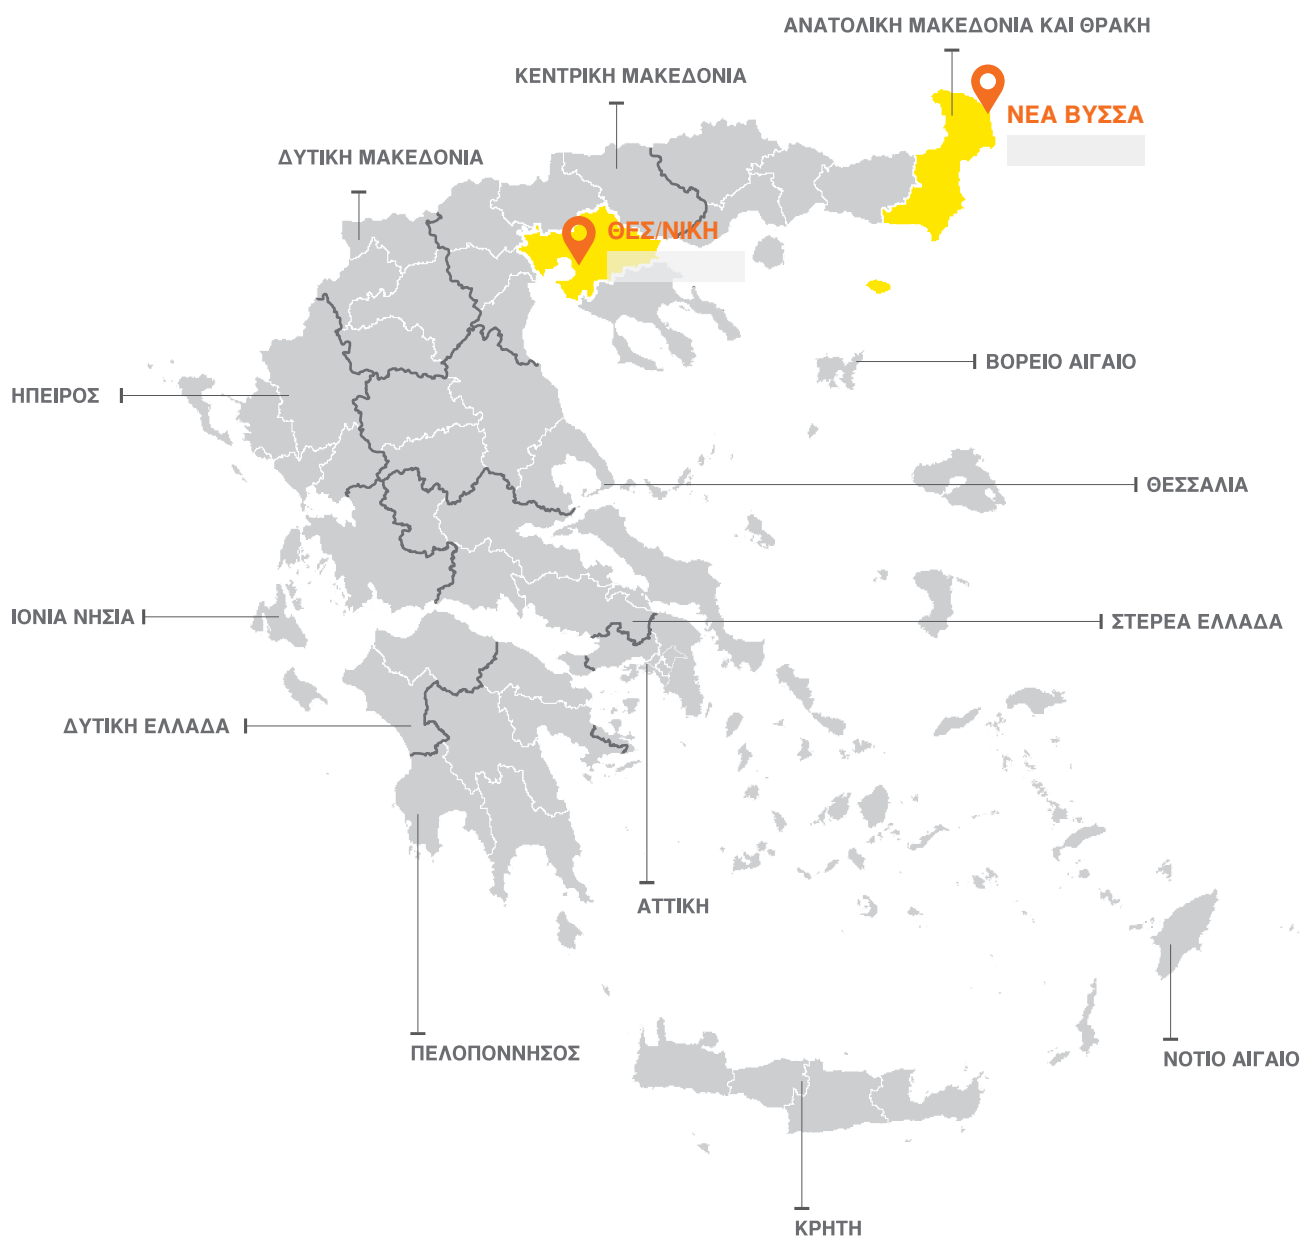 ΑΝΑΤΟΛΙΚΗ ΜΑΚΕΔΟΝΙΑ ΚΑΙ ΘΡΑΚΗ
ΚΕΝΤΡΙΚΗ ΜΑΚΕΔΟΝΙΑ
ΝΕΑ ΒΥΣΣΑ
ΔΥΤΙΚΗ ΜΑΚΕΔΟΝΙΑ
ΘΕΣ/ΝΙΚΗ
ΒΟΡΕΙΟ ΑΙΓΑΙΟ
ΗΠΕΙΡΟΣ
ΘΕΣΣΑΛΙΑ
ΙΟΝΙΑ ΝΗΣΙΑ
ΣΤΕΡΕΑ ΕΛΛΑΔΑ
ΔΥΤΙΚΗ ΕΛΛΑΔΑ
ΑΤΤΙΚΗ
ΠΕΛΟΠΟΝΝΗΣΟΣ
ΝΟΤΙΟ ΑΙΓΑΙΟ
ΚΡΗΤΗ